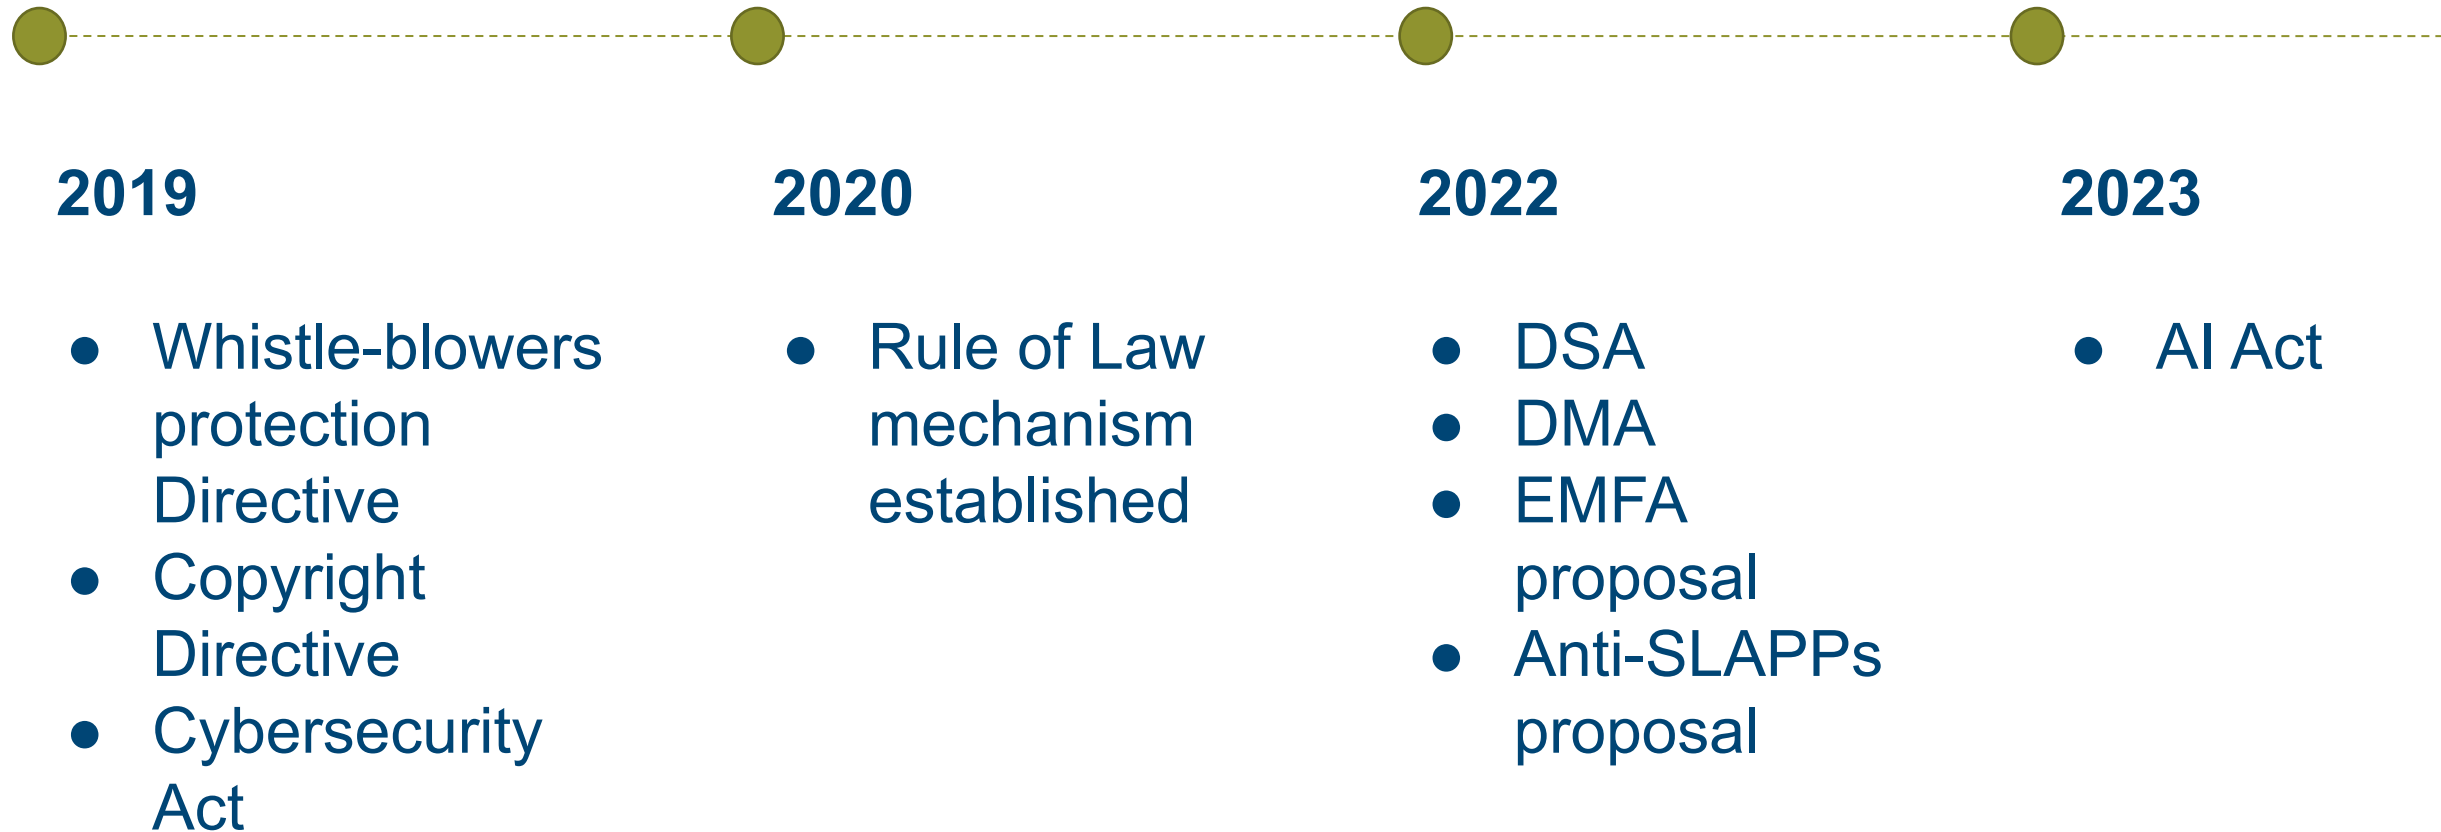 2019
● Whistle-blowers
protection
Directive
● Copyright
Directive
● Cybersecurity
Act
2020
● Rule of Law
mechanism
established
2022
● DSA
● DMA
● EMFA
proposal
● Anti-SLAPPs
proposal
2023
● AI Act